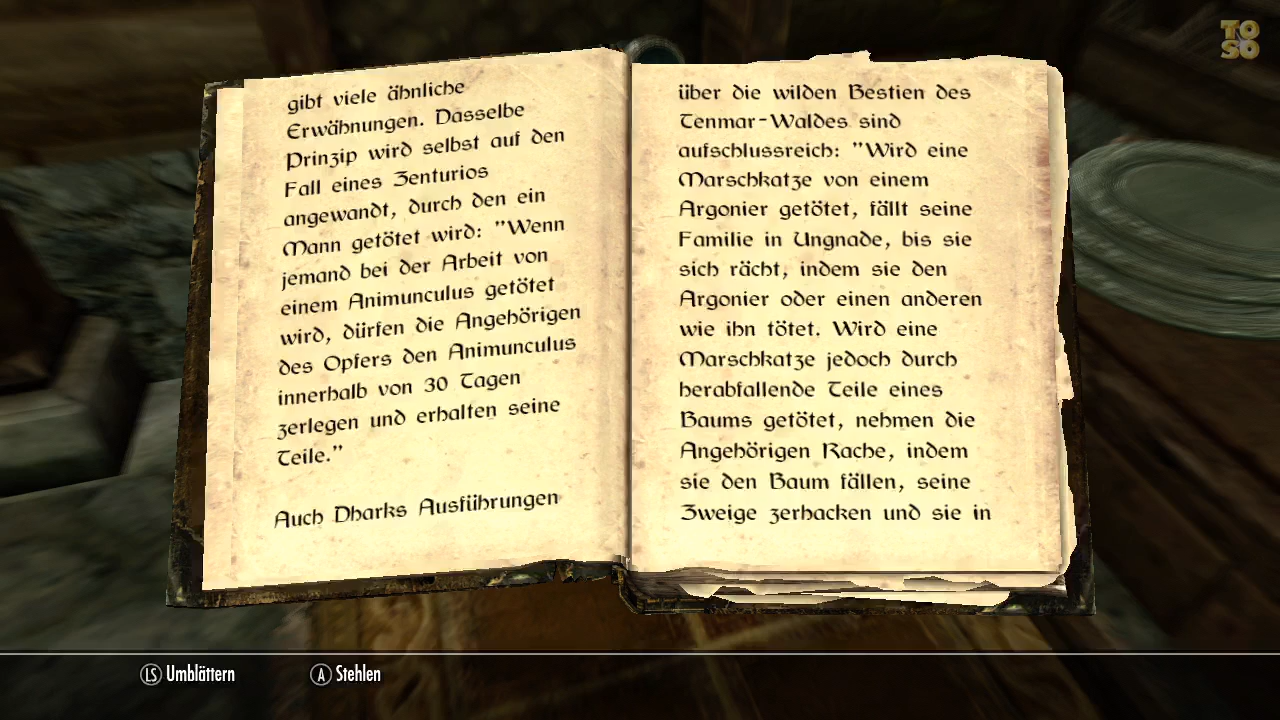 gibt viele ähnliche
Erwähnungen. Dasselbe
Prinzip wird selbst auf den
Fall eines Zenturios
angewandt, durch den ein
Mann getötet wird: "Wenn
jemand bei der Arbeit von
einem Animunculus getötet
wird, dürfen die Angehörigen
des Opfers den Animunculus
innerhalb von 30 Tagen
zerlegen und erhalten seine
Teile."
Auch Dharks Ausführungen
über die wilden Bestien des
Tenmar-Waldes sind
aufschlussreich: "Wird eine
Marschkatze von einem
Argonier getötet, fällt seine
Familie in Ungnade, bis sie
sich rächt, indem sie den
Argonier oder einen anderen
wie ihn tötet. Wird eine
Marschkatze jedoch durch
herabfallende Teile eines
Baums getötet, nehmen die
Angehörigen Rache, indem
sie den Baum fällen, seine
Zweige zerhacken und sie in
LS Umblättern
A Stehlen
TO
SO